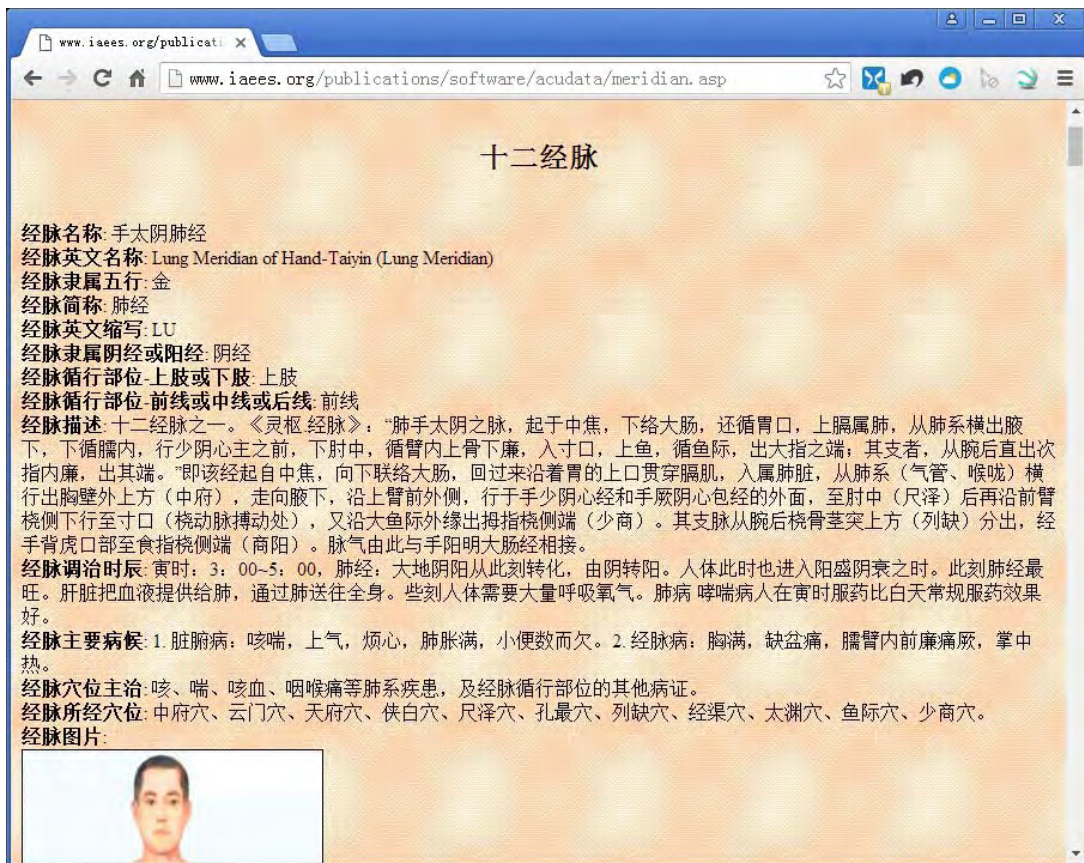 www.iaees.org/publicati
www.iaees.org/publications/software/acudata/meridian.asp
十二经脉
经脉名称: 手太阴肺经
经脉英文名称: Lung Meridian of Hand-Taiyin (Lung Meridian)
经脉隶属五行: 金
经脉简称: 肺经
经脉英文缩写: LU
经脉隶属阴经或阳经: 阴经
经脉循行部位-上肢或下肢: 上肢
经脉循行部位-前线或中线或后线: 前线
经脉描述: 十二经脉之一。《灵枢.经脉》：“肺手太阴之脉，起于中焦，下络大肠，还循胃口，上膈属肺，从肺系横出腋
下，下循臑内，行少阴心主之前，下肘中，循臂内上骨下廉，入寸口，上鱼，循鱼际，出大指之端；其支者，从腕后直出次
指内廉，出其端。”即该经起自中焦，向下联络大肠，回过来沿着胃的上口贯穿膈肌，入属肺脏，从肺系（气管、喉咙）横
行出胸壁外上方（中府），走向腋下，沿上臂前外侧，行于手少阴心经和手厥阴心包经的外面，至肘中（尺泽）后再沿前臂
桡侧下行至寸口（桡动脉搏动处），又沿大鱼际外缘出拇指桡侧端（少商）。其支脉从腕后桡骨茎突上方（列缺）分出，经
手背虎口部至食指桡侧端（商阳）。脉气由此与手阳明大肠经相接。
经脉调治时辰: 寅时：3：00~5：00，肺经：大地阴阳从此刻转化，由阴转阳。人体此时也进入阳盛阴衰之时。此刻肺经最
旺。肝脏把血液提供给肺，通过肺送往全身。些刻人体需要大量呼吸氧气。肺病 哮喘病人在寅时服药比白天常规服药效果
好。
经脉主要病候: 1. 脏腑病：咳喘，上气，烦心，肺胀满，小便数而欠。2. 经脉病：胸满，缺盆痛，臑臂内前廉痛厥，掌中
热。
经脉穴位主治: 咳、喘、咳血、咽喉痛等肺系疾患，及经脉循行部位的其他病证。
经脉所经穴位: 中府穴、云门穴、天府穴、侠白穴、尺泽穴、孔最穴、列缺穴、经渠穴、太渊穴、鱼际穴、少商穴。
经脉图片: